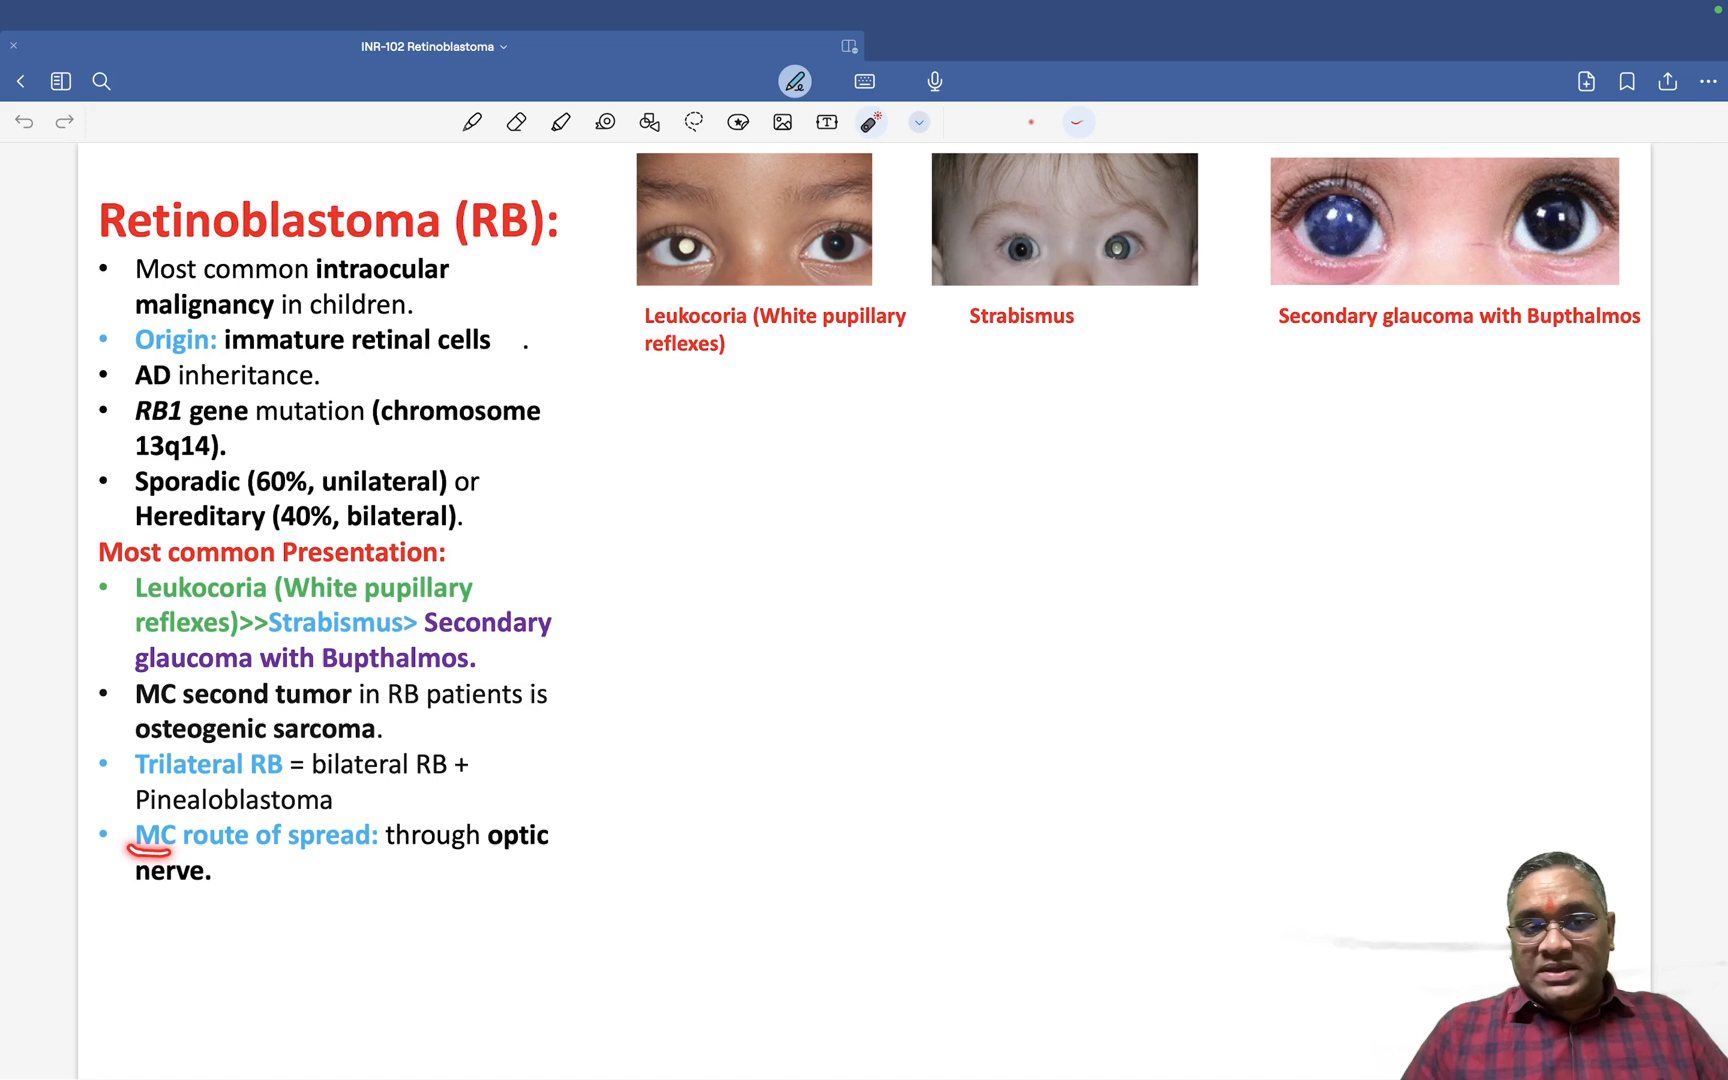 INR-102 Retinoblastoma
Retinoblastoma (RB):
• Most common intraocular
malignancy in children.
• Origin: immature retinal cells .
• AD inheritance.
• RB1 gene mutation (chromosome
13q14).
• Sporadic (60%, unilateral) or
Hereditary (40%, bilateral).
Most common Presentation:
• Leukocoria (White pupillary
reflexes)>>Strabismus> Secondary
glaucoma with Bupthalmos.
• MC second tumor in RB patients is
osteogenic sarcoma.
• Trilateral RB = bilateral RB +
Pinealoblastoma
• MC route of spread: through optic
nerve.
Leukocoria (White pupillary
reflexes)
Strabismus
Secondary glaucoma with Bupthalmos